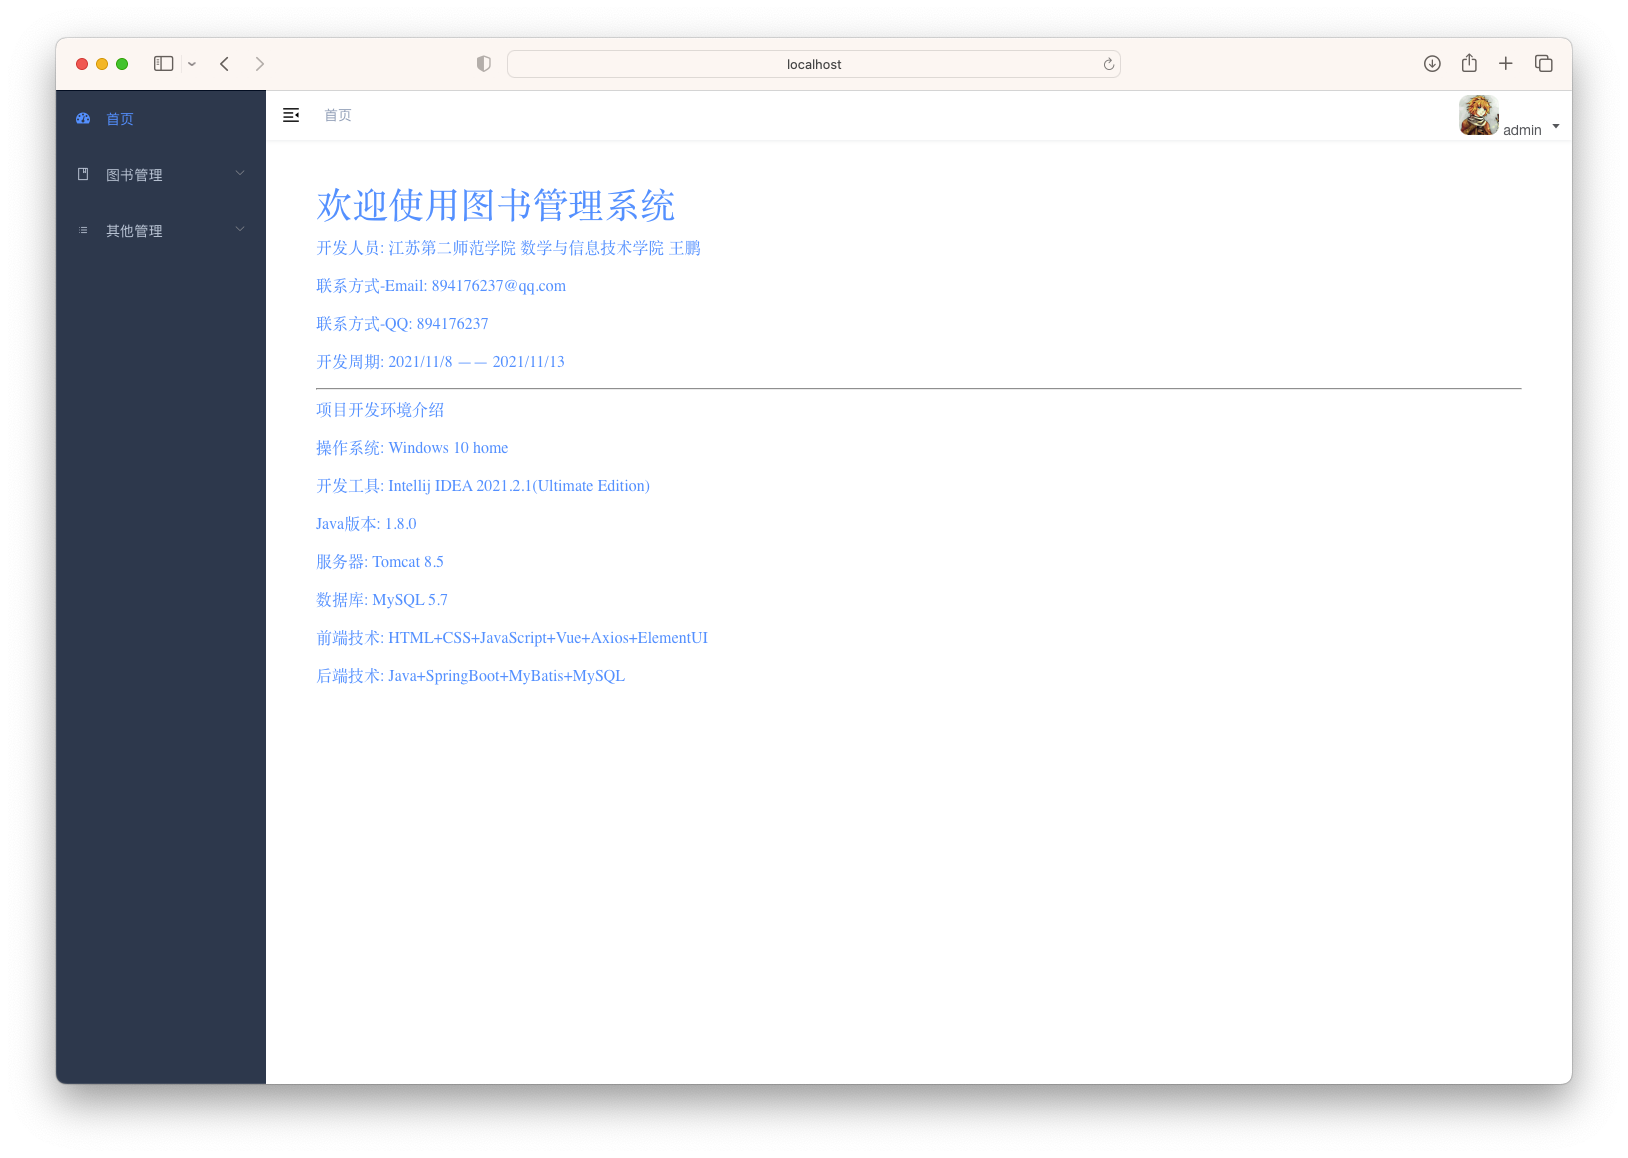 localhost
首页
图书管理
其他管理
首页
admin
欢迎使用图书管理系统
开发人员: 江苏第二师范学院 数学与信息技术学院 王鹏
联系方式-Email: 894176237@qq.com
联系方式-QQ: 894176237
开发周期: 2021/11/8 —— 2021/11/13
项目开发环境介绍
操作系统: Windows 10 home
开发工具: Intellij IDEA 2021.2.1(Ultimate Edition)
Java版本: 1.8.0
服务器: Tomcat 8.5
数据库: MySQL 5.7
前端技术: HTML+CSS+JavaScript+Vue+Axios+ElementUI
后端技术: Java+SpringBoot+MyBatis+MySQL